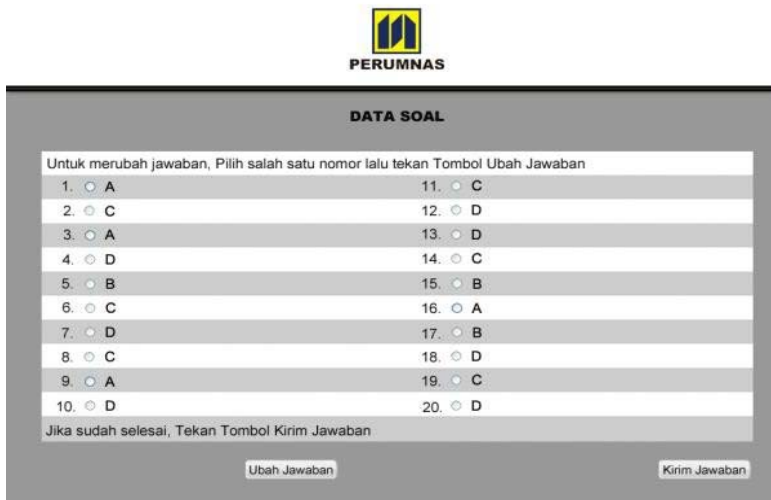 PERUMNAS
DATA SOAL
Untuk merubah jawaban, Pilih salah satu nomor lalu tekan Tombol Ubah Jawaban
1. A
2. C
3. A
4. D
5. B
6. C
7. D
8. C
9. A
10. D
11. C
12. D
13. D
14. C
15. B
16. A
17. B
18. D
19. C
20. D
Jika sudah selesai, Tekan Tombol Kirim Jawaban
Ubah Jawaban
Kirim Jawaban